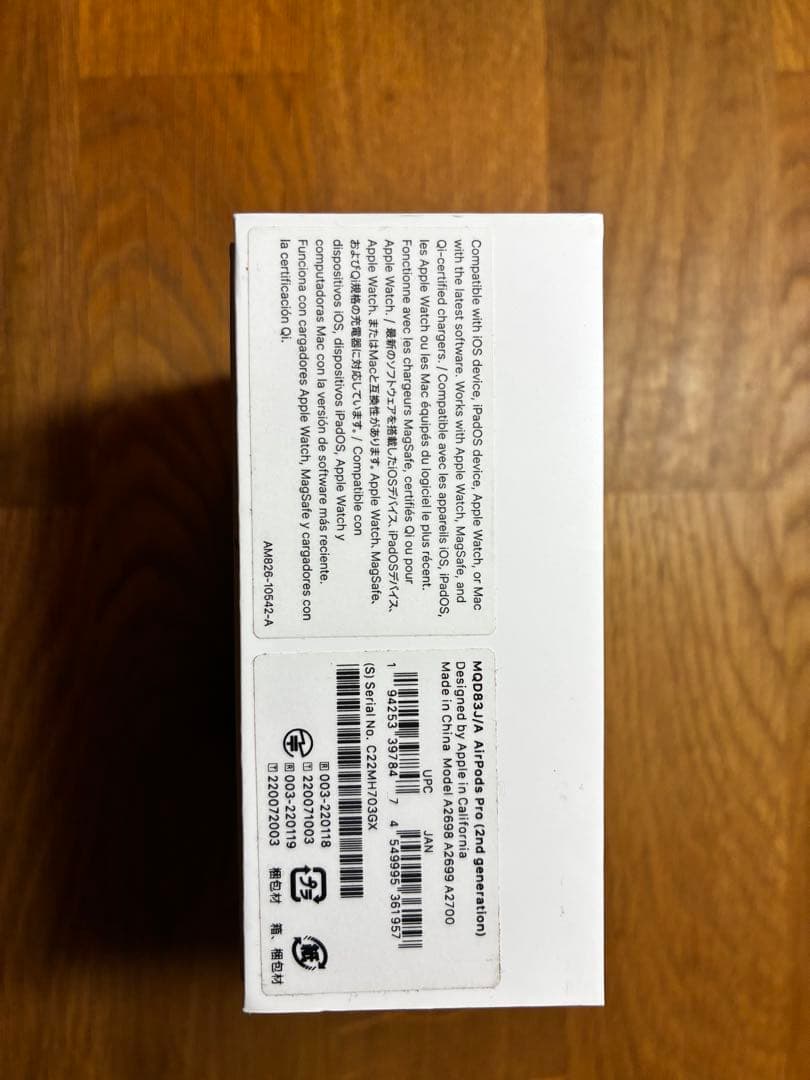 Compatible with iOS device, iPadOS device, Apple Watch, or Mac
with the latest software. Works with Apple Watch, MagSafe, and
Qi-certified chargers. / Compatible avec les appareils iOS, iPadOS,
les Apple Watch ou les Mac équipés du logiciel le plus récent.
Fonctionne avec les chargeurs MagSafe, certifiés Qi ou pour
Apple Watch. / 最新のソフトウェアを搭載したiOSデバイス、iPadOSデバイス、
Apple Watch、またはMacと互換性があります。Apple Watch、MagSafe、
およびQi規格の充電器に対応しています。/ Compatible con
dispositivos iOS, dispositivos iPadOS, Apple Watch y
computadoras Mac con la versión de software más reciente.
Funciona con cargadores Apple Watch, MagSafe y cargadores con
la certificación Qi.
AM826-10542-A
MQD83J/A AirPods Pro (2nd generation)
Designed by Apple in California
Made in China Model A2698 A2699 A2700
UPC JAN
1 94253 39784 7 4 549995 361957
(S) Serial No. C22MH703GX
R 003-220118
T 220071003
R 003-220119
T 220072003
プラ
梱包材
紙
箱、梱包材